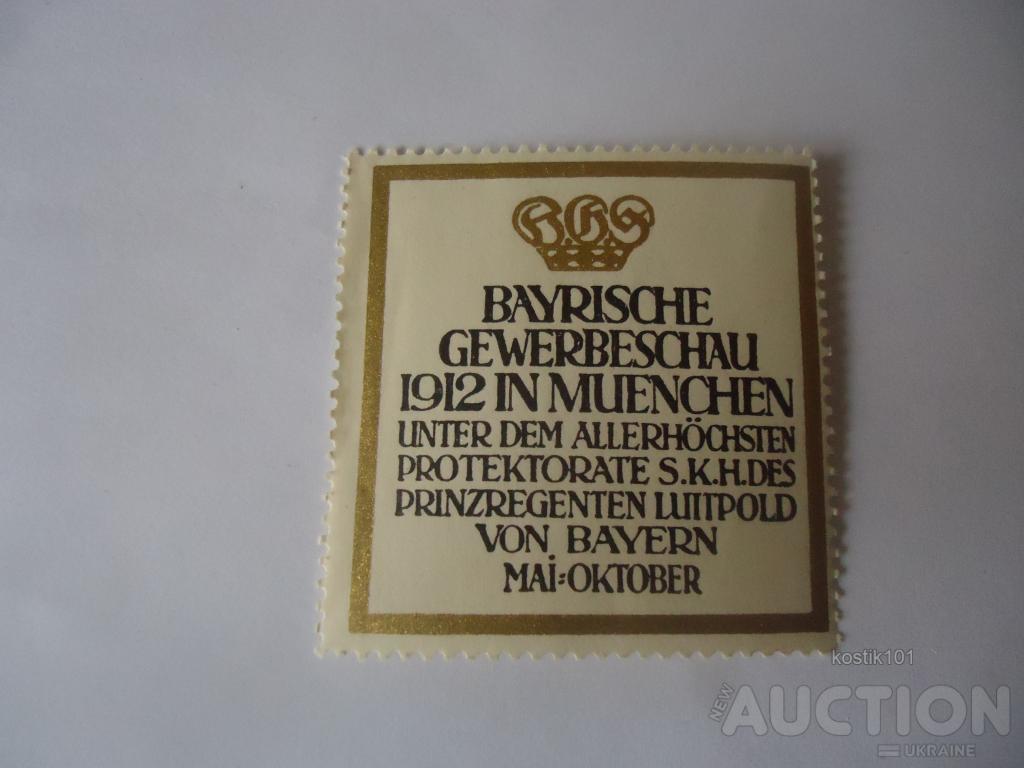 B.G.S
BAYRISCHE
GEWERBESCHAU
1912 IN MUENCHEN
UNTER DEM ALLERHÖCHSTEN
PROTEKTORATE S.K.H. DES
PRINZREGENTEN LUITPOLD
VON BAYERN
MAI:OKTOBER
kostik101
NEW AUCTION
UKRAINE